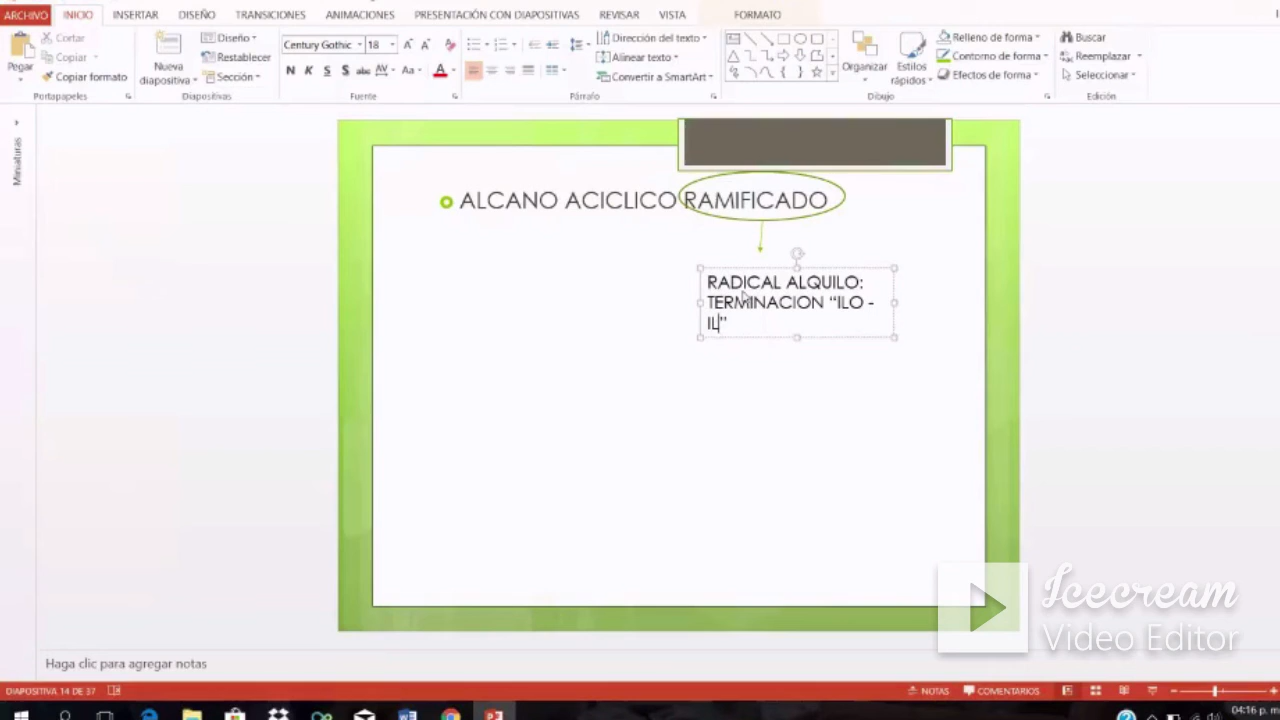 ARCHIVO INICIO INSERTAR DISEÑO TRANSICIONES ANIMACIONES PRESENTACIÓN CON DIAPOSITIVAS REVISAR VISTA FORMATO
Pegar
Cortar
Copiar
Copiar formato
Portapapeles
Nueva
diapositiva
Diseño
Restablecer
Sección
Diapositivas
Century Gothic 18
N K S S abc AV Aa A
Fuente
Dirección del texto
Alinear texto
Convertir a SmartArt
Párrafo
Organizar
Estilos
rápidos
Relleno de forma
Contorno de forma
Efectos de forma
Dibujo
Buscar
Reemplazar
Seleccionar
Edición
Miniaturas
ALCANO ACICLICO RAMIFICADO
RADICAL ALQUILO:
TERMINACION “ILO -
IL”
Icecream
Video Editor
Haga clic para agregar notas
DIAPOSITIVA 14 DE 37
NOTAS COMENTARIOS
04:16 p. m